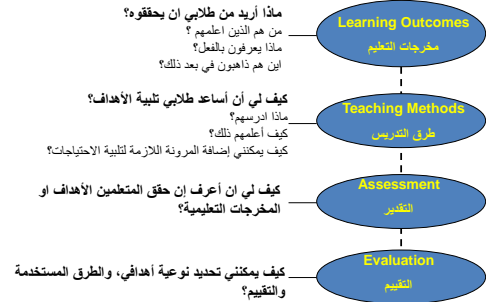 ماذا أريد من طلابي ان يحققوه؟
من هم الذين اعلمهم ؟
ماذا يعرفون بالفعل؟
اين هم ذاهبون في بعد ذلك؟
Learning Outcomes
مخرجات التعليم
كيف لي أن أساعد طلابي تلبية الأهداف؟
ماذا ادرسهم؟
كيف أعلمهم ذلك؟
كيف يمكنني إضافة المرونة اللازمة لتلبية الاحتياجات؟
Teaching Methods
طرق التدريس
كيف لي ان أعرف إن حقق المتعلمين الأهداف او
المخرجات التعليمية؟
Assessment
التقدير
كيف يمكنني تحديد نوعية أهدافي، والطرق المستخدمة
والتقييم؟
Evaluation
التقييم